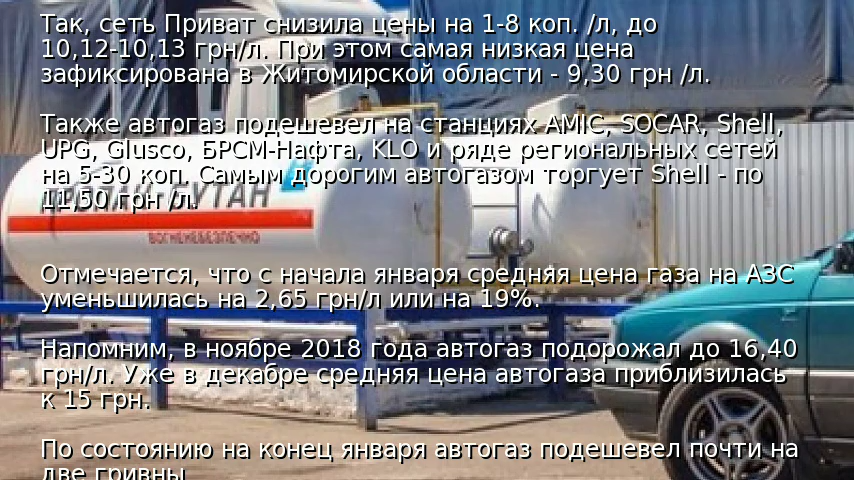 Так, сеть Приват снизила цены на 1-8 коп. /л, до
10,12-10,13 грн/л. При этом самая низкая цена
зафиксирована в Житомирской области - 9,30 грн /л.
Также автогаз подешевел на станциях AMIC, SOCAR, Shell,
UPG, Glusco, БРСМ-Нафта, KLO и ряде региональных сетей
на 5-30 коп. Самым дорогим автогазом торгует Shell - по
11,50 грн /л.
ВОГНЕНЕБЕЗПЕЧНО
Отмечается, что с начала января средняя цена газа на АЗС
уменьшилась на 2,65 грн/л или на 19%.
Напомним, в ноябре 2018 года автогаз подорожал до 16,40
грн/л. Уже в декабре средняя цена автогаза приблизилась
к 15 грн.
По состоянию на конец января автогаз подешевел почти на
две гривны